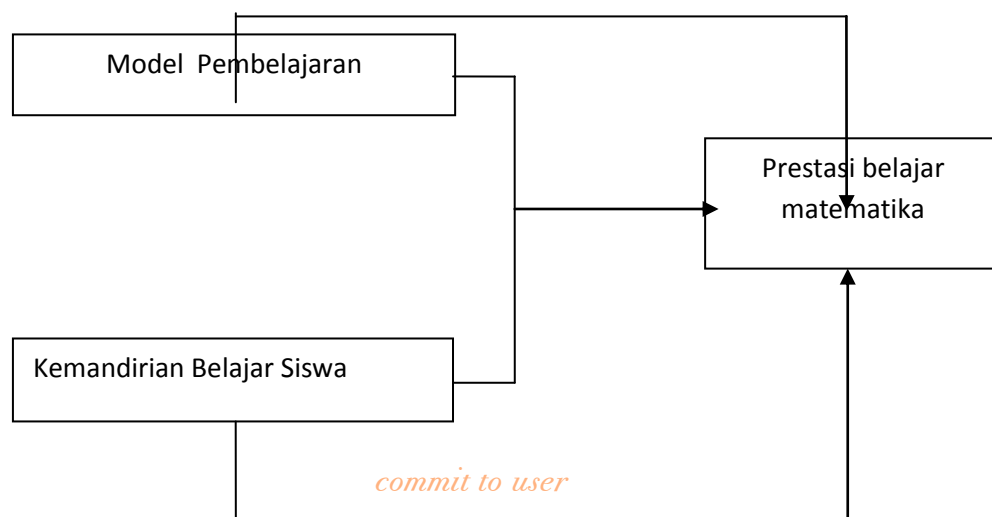 Model Pembelajaran
Prestasi belajar
matematika
Kemandirian Belajar Siswa
commit to user